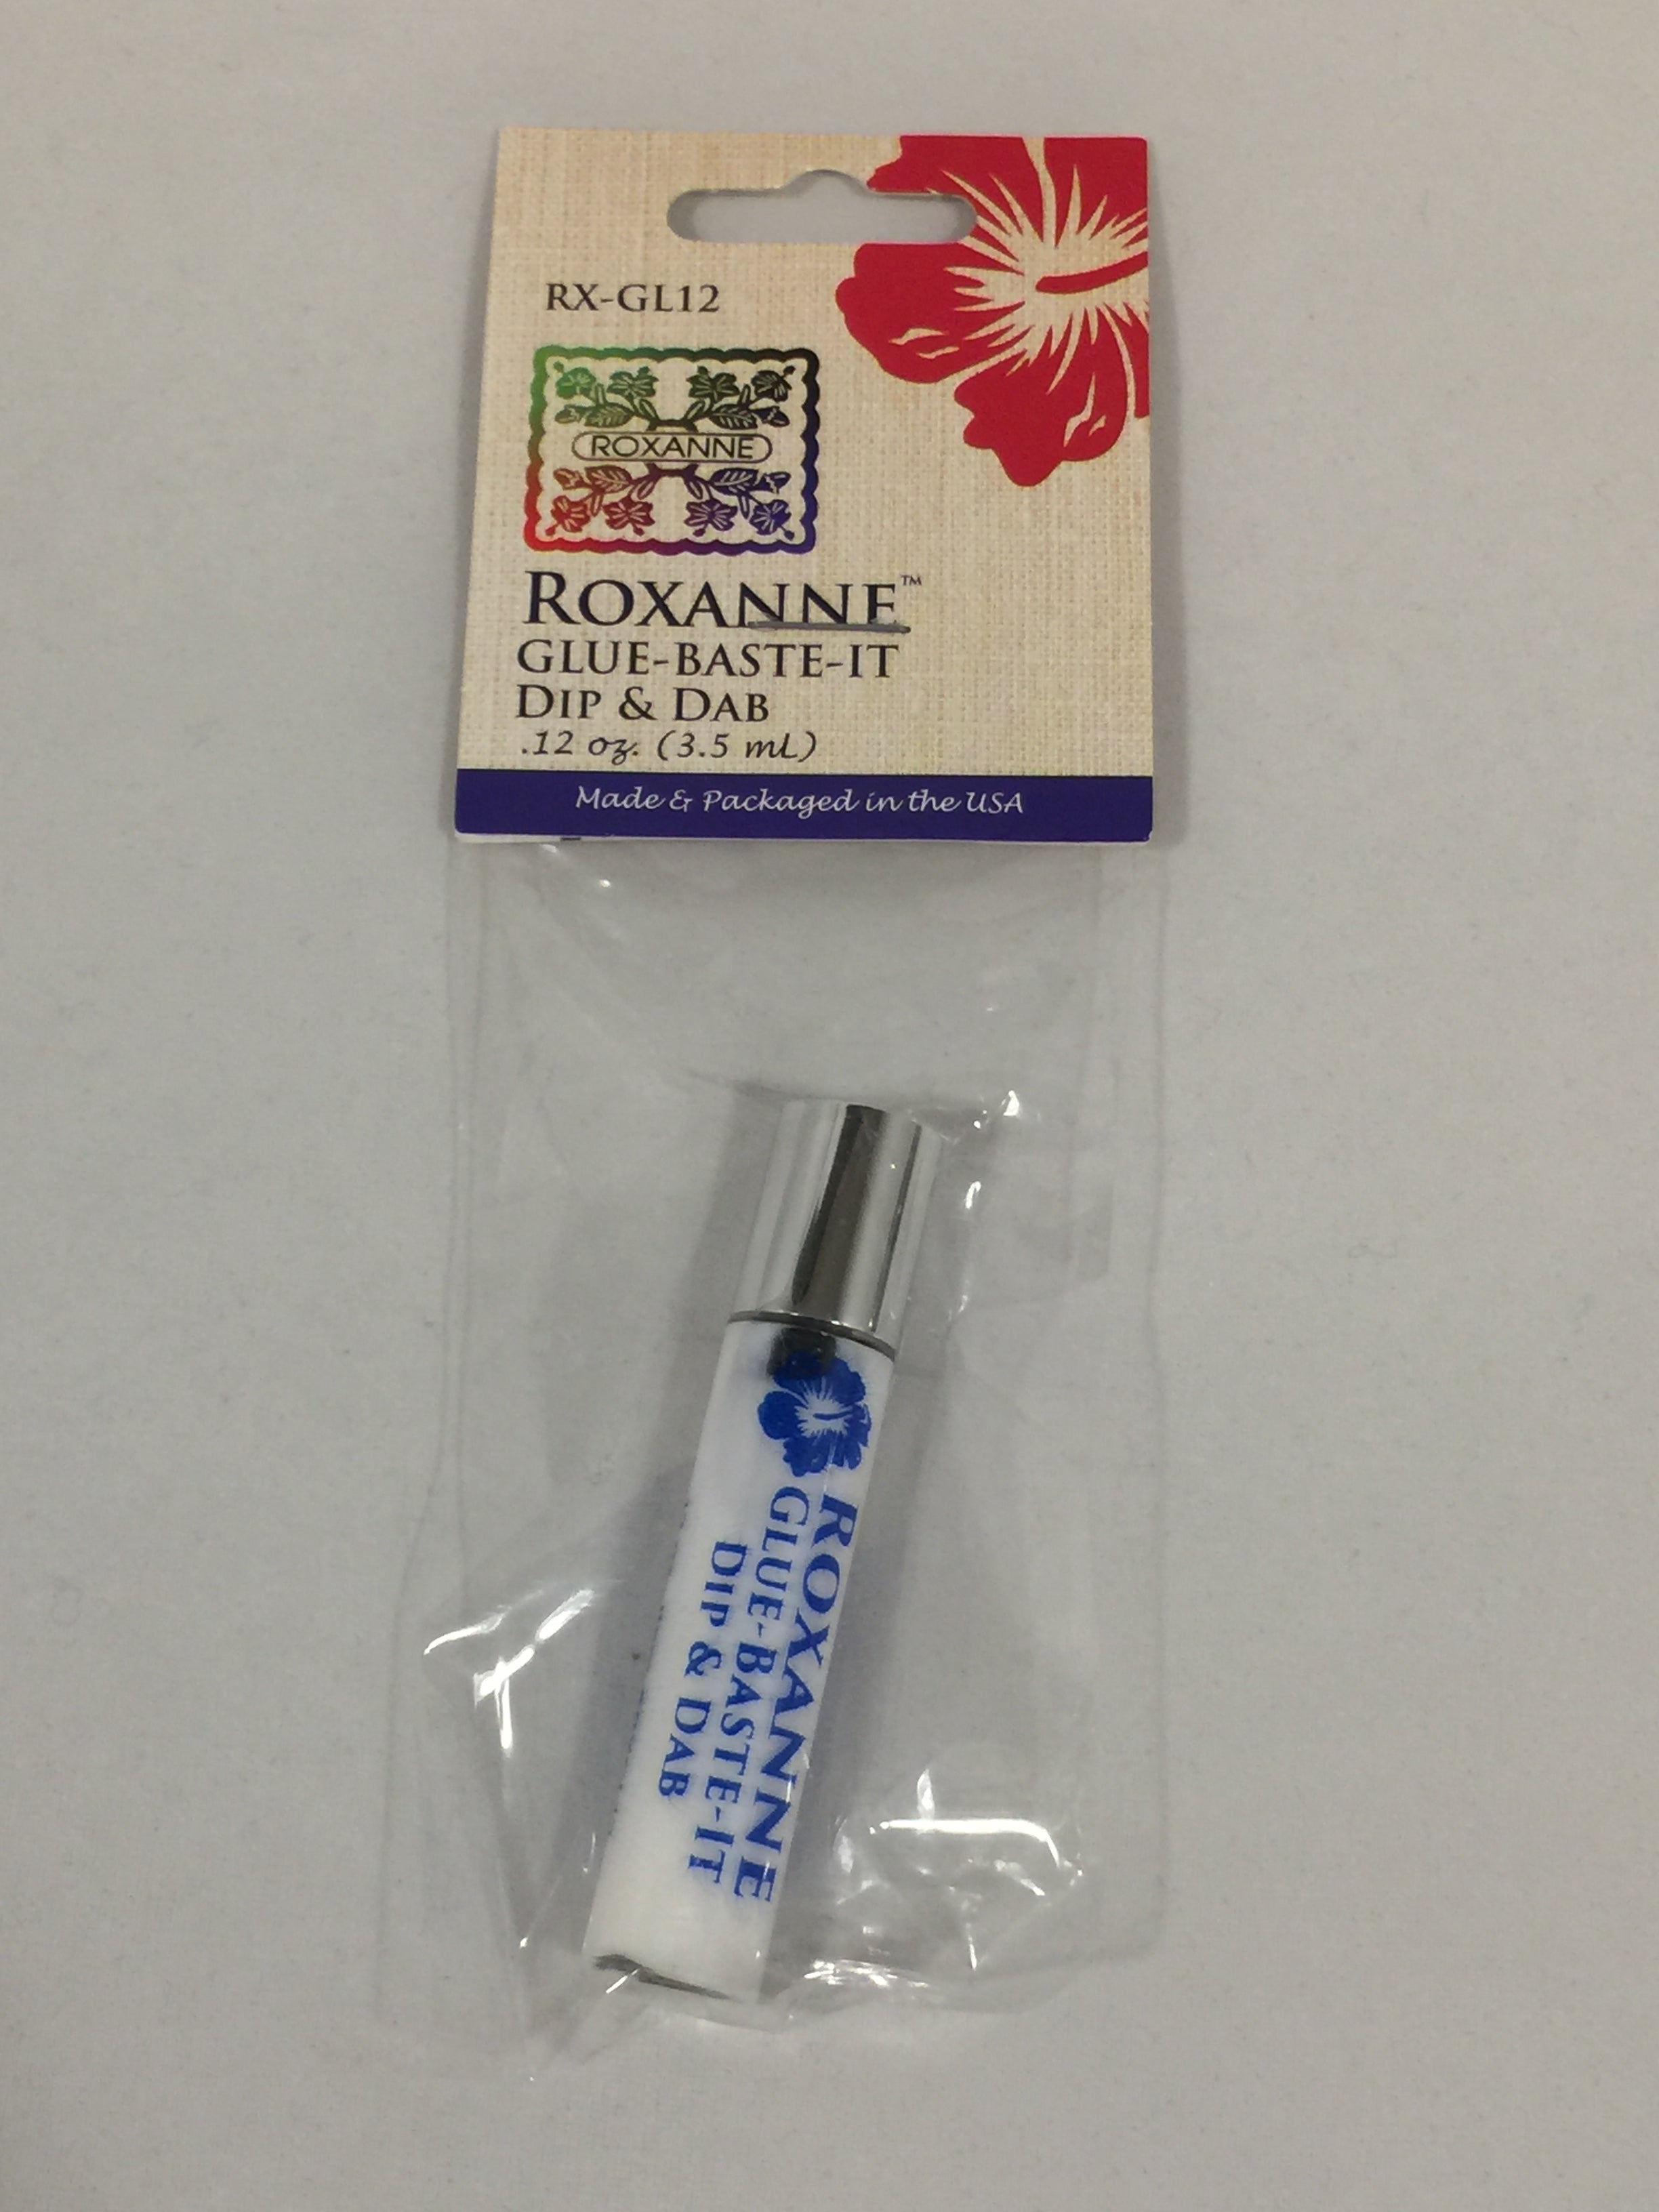 RX-GL12
ROXANNE
ROXANNE™
GLUE-BASTE-IT
DIP & DAB
.12 oz. (3.5 mL)
Made & Packaged in the USA
ROXANNE
GLUE-BASTE-IT
DIP & DAB